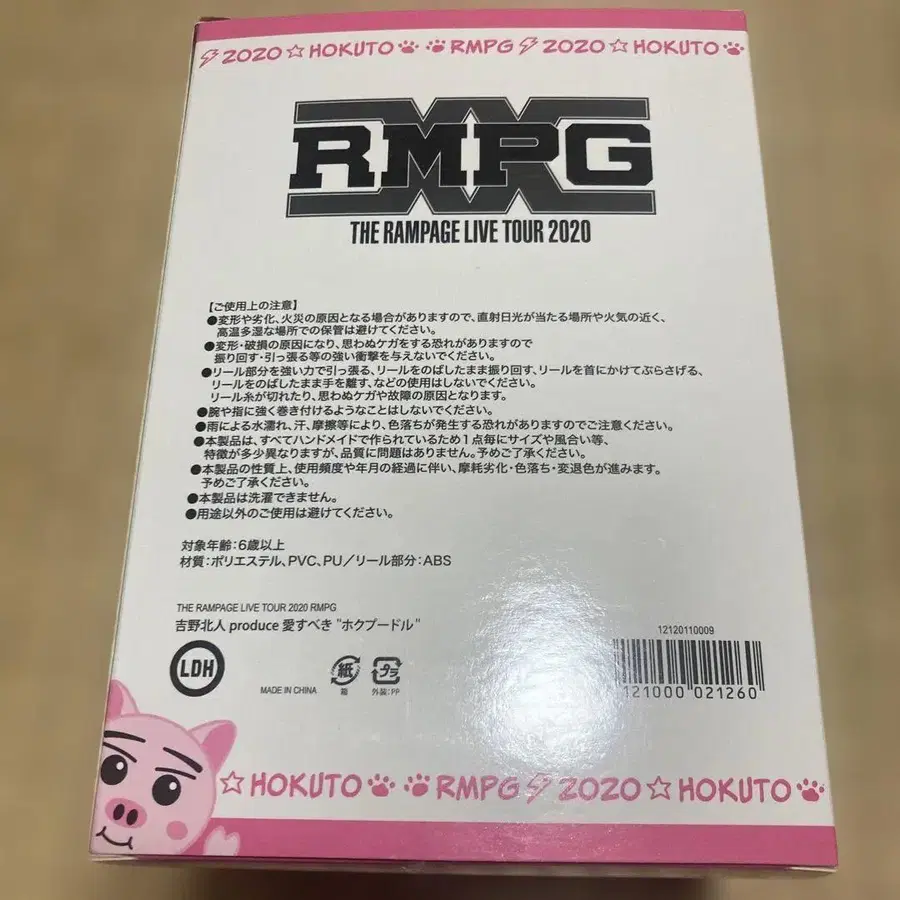 2020☆HOKUTO RMPG 2020☆HOKUTO
RMPG
THE RAMPAGE LIVE TOUR 2020
【ご使用上の注意】
●変形や劣化、火災の原因となる場合がありますので、直射日光が当たる場所や火気の近く、
高温多湿な場所での保管は避けてください。
●変形・破損の原因になり、思わぬケガをする恐れがありますので
振り回す・引っ張る等の強い衝撃を与えないでください。
●リール部分を強い力で引っ張る、リールをのばしたまま振り回す、リールを首にかけてぶらさげる、
リールをのばしたまま手を離す、などの使用はしないでください。
リール糸が切れたり、思わぬケガや故障の原因となります。
●腕や指に強く巻き付けるようなことはしないでください。
●雨による水濡れ、汗、摩擦等により、色落ちが発生する恐れがありますのでご注意ください。
●本製品は、すべてハンドメイドで作られているため1点毎にサイズや風合い等、
特徴が多少異なりますが、品質に問題はありません。予めご了承ください。
●本製品の性質上、使用頻度や年月の経過に伴い、摩耗劣化・色落ち・変退色が進みます。
予めご了承ください。
●本製品は洗濯できません。
●用途以外のご使用は避けてください。
対象年齢:6歳以上
材質:ポリエステル、PVC、PU/リール部分:ABS
THE RAMPAGE LIVE TOUR 2020 RMPG
吉野北人 produce 愛すべき "ホクプードル"
12120110009
LDH
MADE IN CHINA
紙
箱
プラ
外装:PP
121000 021260
☆HOKUTO RMPG 2020☆HOKUTO